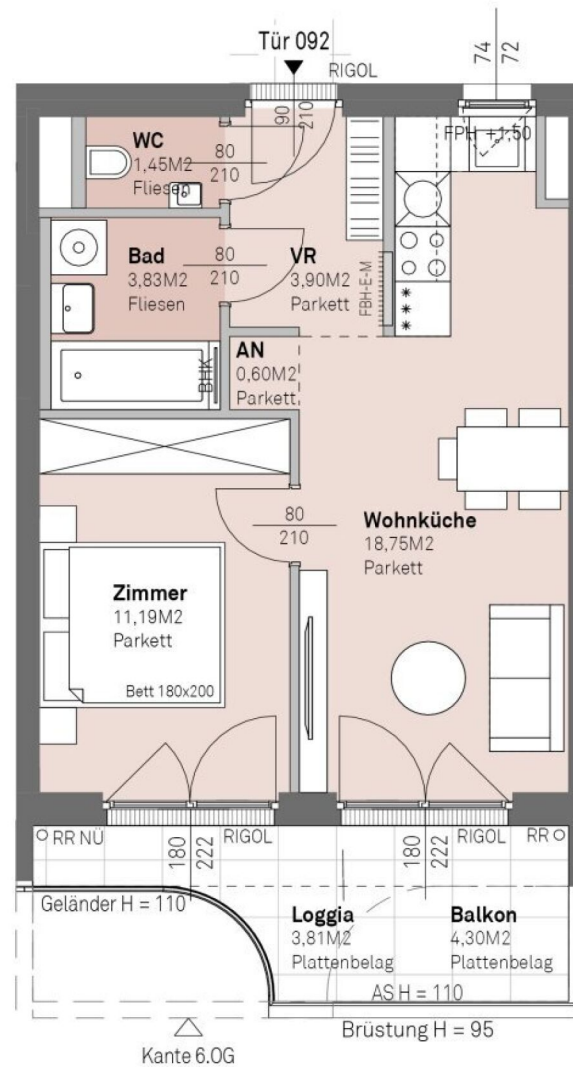 Tür 092
RIGOL
74
72
90
210
FPH +1,50
WC
1,45M2
Fliesen
80
210
Bad
3,83M2
Fliesen
80
210
VR
3,90M2
Parkett
FBH-E-M
AN
0,60M2
Parkett
BHK
80
210
Wohnküche
18,75M2
Parkett
Zimmer
11,19M2
Parkett
Bett 180x200
RR NÜ
180
222
RIGOL
180
222
RIGOL
RR
Geländer H = 110
Loggia
3,81M2
Plattenbelag
Balkon
4,30M2
Plattenbelag
AS H = 110
Brüstung H = 95
Kante 6.OG